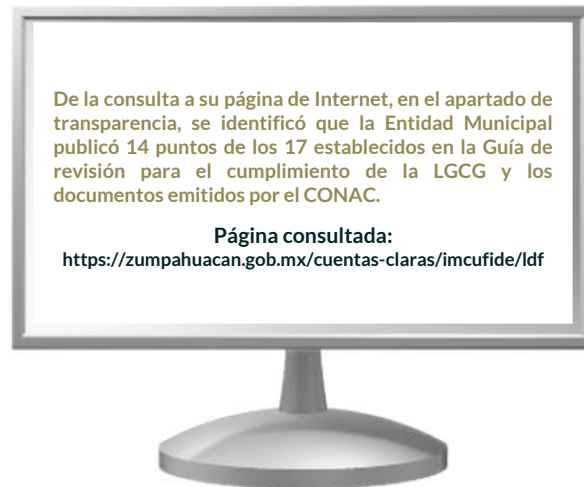 De la consulta a su página de Internet, en el apartado de
transparencia, se identificó que la Entidad Municipal
publicó 14 puntos de los 17 establecidos en la Guía de
revisión para el cumplimiento de la LGCG y los
documentos emitidos por el CONAC.
Página consultada:
https://zumpahuacan.gob.mx/cuentas-claras/imcufide/ldf